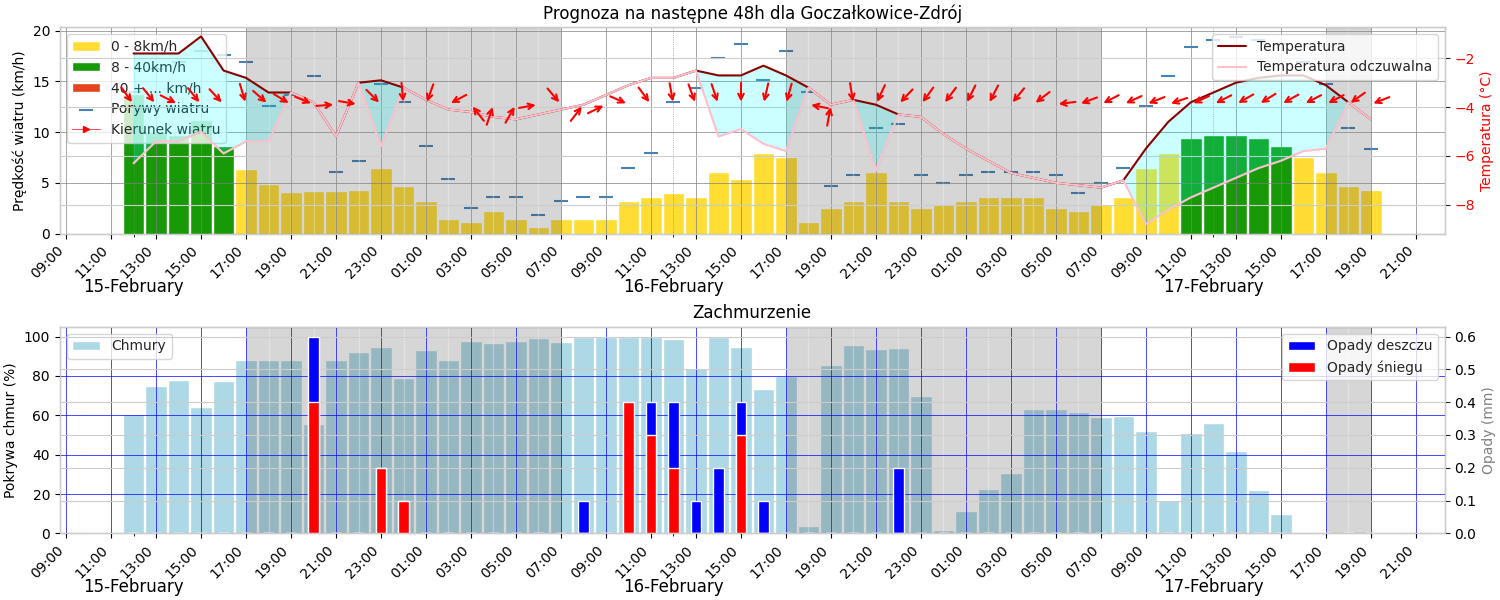 Prognoza na następne 48h dla Goczałkowice-Zdrój
Prędkość wiatru (km/h)
20
15
10
5
0
0 - 8km/h
8 - 40km/h
40 + ... km/h
Porywy wiatru
Kierunek wiatru
Temperatura
Temperatura odczuwalna
−2
−4
−6
−8
Temperatura (°C)
09:00 11:00 13:00 15:00 17:00 19:00 21:00 23:00 01:00 03:00 05:00 07:00 09:00 11:00 13:00 15:00 17:00 19:00 21:00 23:00 01:00 03:00 05:00 07:00 09:00 11:00 13:00 15:00 17:00 19:00 21:00
15-February 16-February 17-February
Zachmurzenie
Pokrywa chmur (%)
100
80
60
40
20
0
Chmury
Opady deszczu
Opady śniegu
0.6
0.5
0.4
0.3
0.2
0.1
0.0
Opady (mm)
09:00 11:00 13:00 15:00 17:00 19:00 21:00 23:00 01:00 03:00 05:00 07:00 09:00 11:00 13:00 15:00 17:00 19:00 21:00 23:00 01:00 03:00 05:00 07:00 09:00 11:00 13:00 15:00 17:00 19:00 21:00
15-February 16-February 17-February